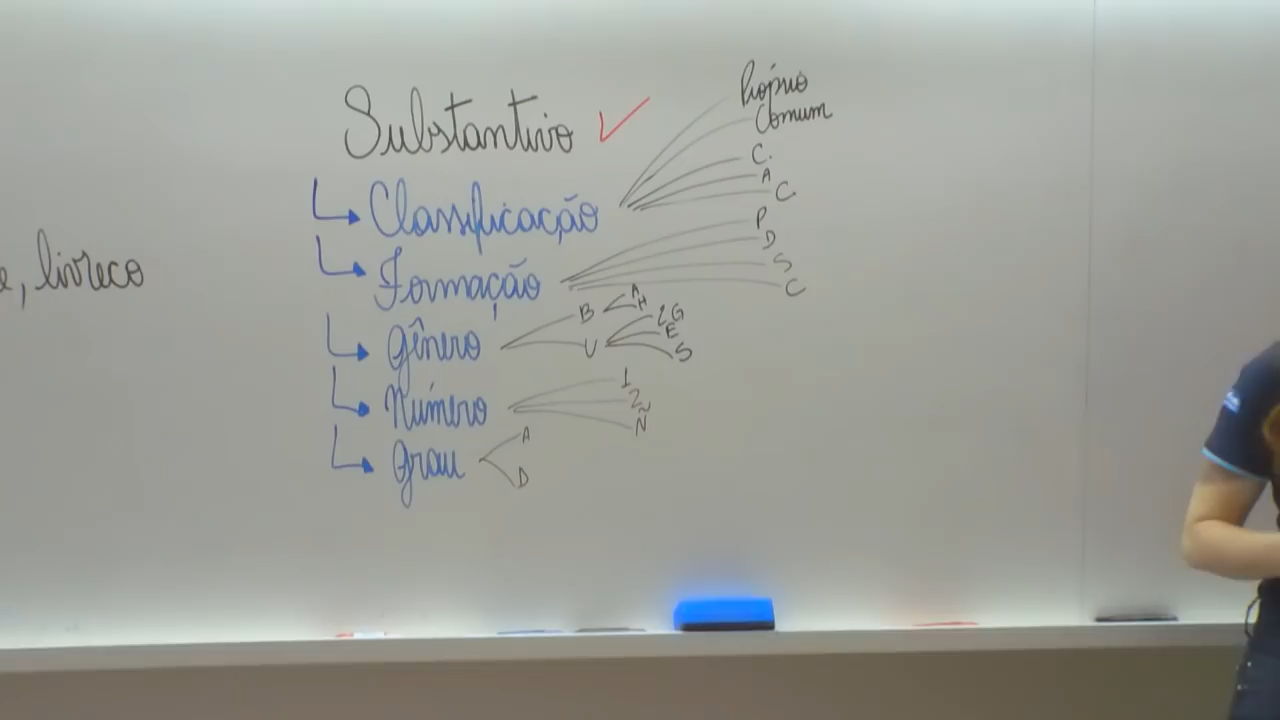 Substantivo
Classificação
Próprio
Comum
C.
A
C
Formação
P
D
S
C
Gênero
B
A
H
U
2G
E
S
Número
1
2
Ñ
Grau
A
D
, livreco